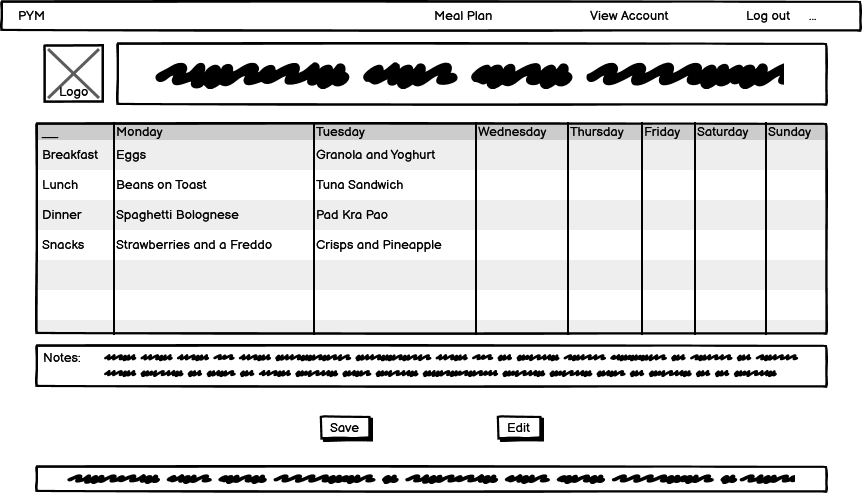 PYM Meal Plan View Account Log out ...
Logo
__ Monday Tuesday Wednesday Thursday Friday Saturday Sunday
Breakfast Eggs Granola and Yoghurt
Lunch Beans on Toast Tuna Sandwich
Dinner Spaghetti Bolognese Pad Kra Pao
Snacks Strawberries and a Freddo Crisps and Pineapple
Notes:
Save Edit